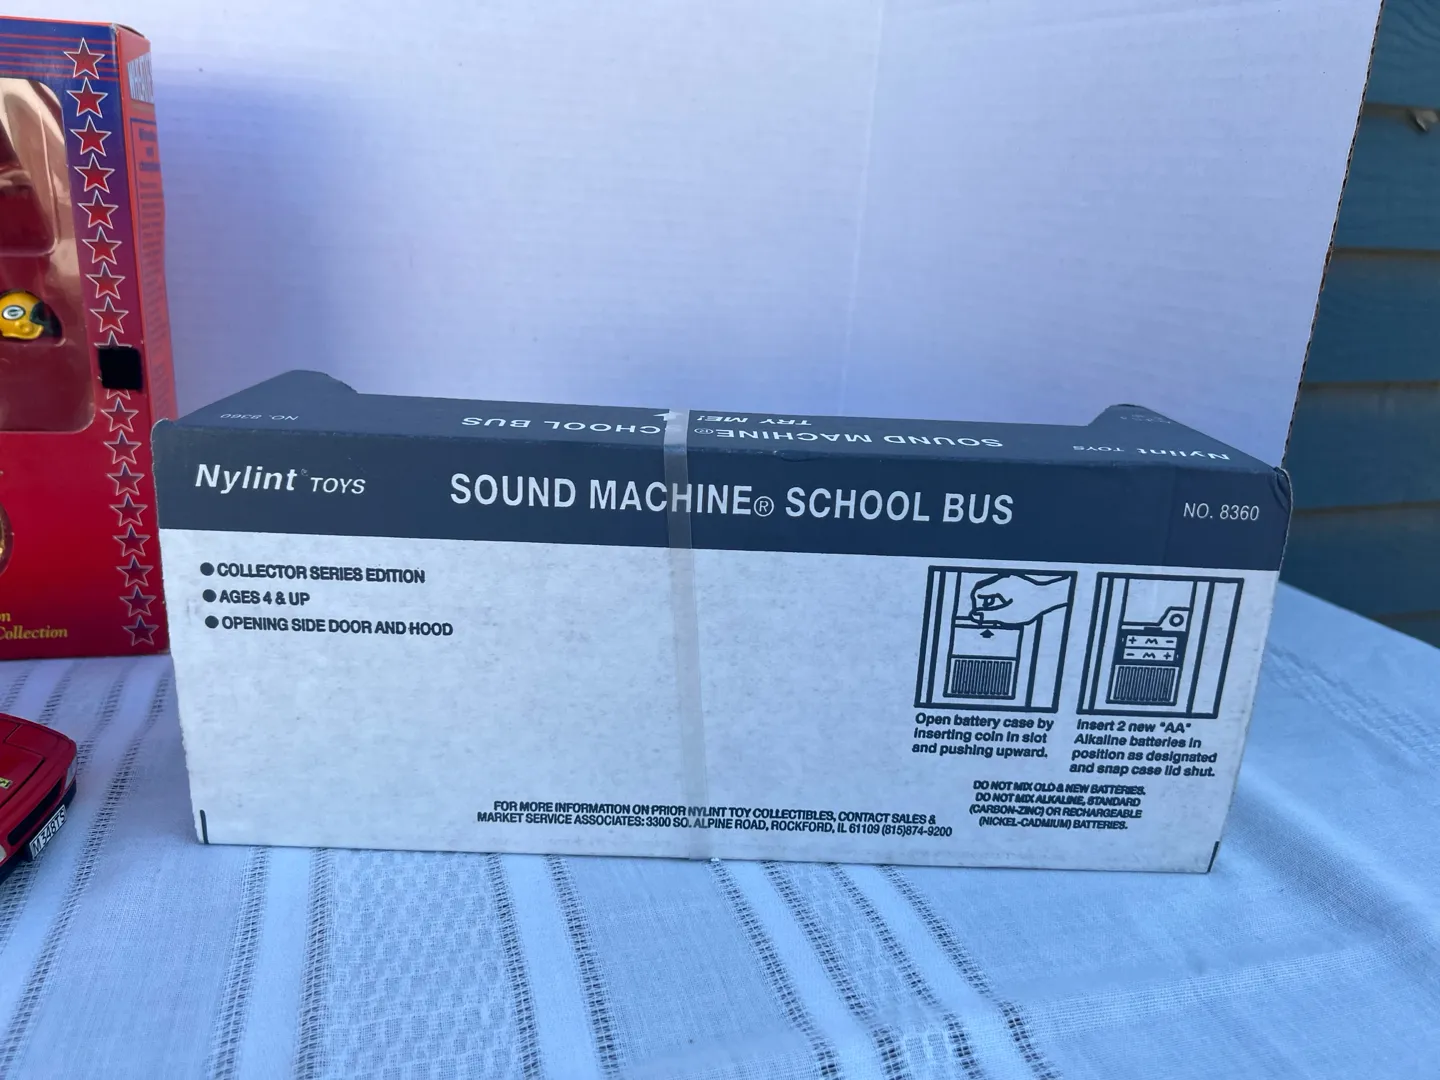 NO. 8360
SCHOOL BUS
TRY ME!
SOUND MACHINE®
Nylint TOYS
Nylint TOYS
SOUND MACHINE® SCHOOL BUS
NO. 8360
● COLLECTOR SERIES EDITION
● AGES 4 & UP
● OPENING SIDE DOOR AND HOOD
+ -
- +
Open battery case by
inserting coin in slot
and pushing upward.
Insert 2 new "AA"
Alkaline batteries in
position as designated
and snap case lid shut.
DO NOT MIX OLD & NEW BATTERIES.
DO NOT MIX ALKALINE, STANDARD
(CARBON-ZINC) OR RECHARGEABLE
(NICKEL-CADMIUM) BATTERIES.
FOR MORE INFORMATION ON PRIOR NYLINT TOY COLLECTIBLES, CONTACT SALES &
MARKET SERVICE ASSOCIATES: 3300 SO. ALPINE ROAD, ROCKFORD, IL 61109 (815)874-9200
G
Collection